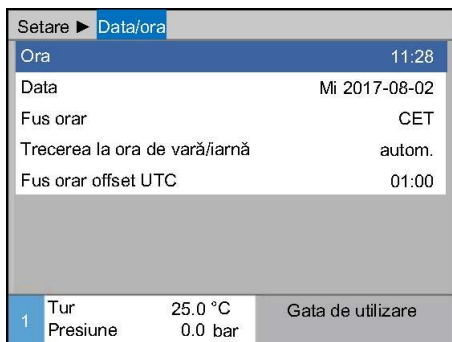 Setare ► Data/ora
Ora 11:28
Data Mi 2017-08-02
Fus orar CET
Trecerea la ora de vară/iarnă autom.
Fus orar offset UTC 01:00
1 Tur 25.0 °C Gata de utilizare
Presiune 0.0 bar